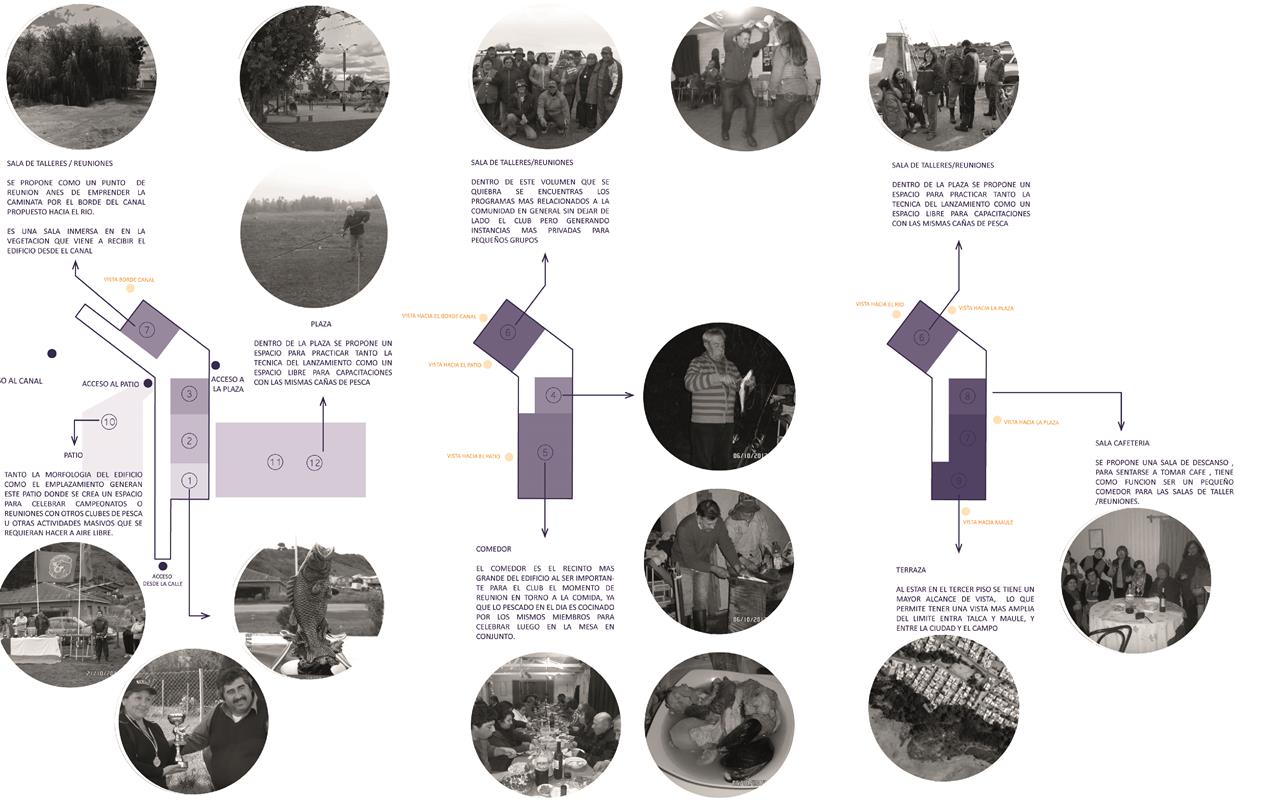 SALA DE TALLERES / REUNIONES
SE PROPONE COMO UN PUNTO DE
REUNION ANES DE EMPRENDER LA
CAMINATA POR EL BORDE DEL CANAL
PROPUESTO HACIA EL RIO.
ES UNA SALA INMERSA EN EN LA
VEGETACION QUE VIENE A RECIBIR EL
EDIFICIO DESDE EL CANAL
VISTA BORDE CANAL
7
SO AL CANAL
ACCESO AL PATIO
ACCESO A
LA PLAZA
3
2
1
10
11
12
PATIO
TANTO LA MORFOLOGIA DEL EDIFICIO
COMO EL EMPLAZAMIENTO GENERAN
ESTE PATIO DONDE SE CREA UN ESPACIO
PARA CELEBRAR CAMPEONATOS O
REUNIONES CON OTROS CLUBES DE PESCA
U OTRAS ACTIVIDADES MASIVOS QUE SE
REQUIERAN HACER A AIRE LIBRE.
ACCESO
DESDE LA CALLE
PLAZA
DENTRO DE LA PLAZA SE PROPONE UN
ESPACIO PARA PRACTICAR TANTO LA
TECNICA DEL LANZAMIENTO COMO UN
ESPACIO LIBRE PARA CAPACITACIONES
CON LAS MISMAS CAÑAS DE PESCA
SALA DE TALLERES/REUNIONES
DENTRO DE ESTE VOLUMEN QUE SE
QUIEBRA SE ENCUENTRAS LOS
PROGRAMAS MAS RELACIONADOS A LA
COMUNIDAD EN GENERAL SIN DEJAR DE
LADO EL CLUB PERO GENERANDO
INSTANCIAS MAS PRIVADAS PARA
PEQUEÑOS GRUPOS
VISTA HACIA EL BORDE CANAL
6
VISTA HACIA EL PATIO
4
VISTA HACIA EL PATIO
5
06/10/201
06/10/201
COMEDOR
EL COMEDOR ES EL RECINTO MAS
GRANDE DEL EDIFICIO AL SER IMPORTAN-
TE PARA EL CLUB EL MOMENTO DE
REUNION EN TORNO A LA COMIDA, YA
QUE LO PESCADO EN EL DIA ES COCINADO
POR LOS MISMOS MIEMBROS PARA
CELEBRAR LUEGO EN LA MESA EN
CONJUNTO.
SALA DE TALLERES/REUNIONES
DENTRO DE LA PLAZA SE PROPONE UN
ESPACIO PARA PRACTICAR TANTO LA
TECNICA DEL LANZAMIENTO COMO UN
ESPACIO LIBRE PARA CAPACITACIONES
CON LAS MISMAS CAÑAS DE PESCA
VISTA HACIA EL RIO
VISTA HACIA LA PLAZA
6
8
7
9
VISTA HACIA LA PLAZA
VISTA HACIA MAULE
SALA CAFETERIA
SE PROPONE UNA SALA DE DESCANSO ,
PARA SENTARSE A TOMAR CAFE , TIENE
COMO FUNCION SER UN PEQUEÑO
COMEDOR PARA LAS SALAS DE TALLER
/REUNIONES.
TERRAZA
AL ESTAR EN EL TERCER PISO SE TIENE UN
MAYOR ALCANCE DE VISTA, LO QUE
PERMITE TENER UNA VISTA MAS AMPLIA
DEL LIMITE ENTRA TALCA Y MAULE, Y
ENTRE LA CIUDAD Y EL CAMPO